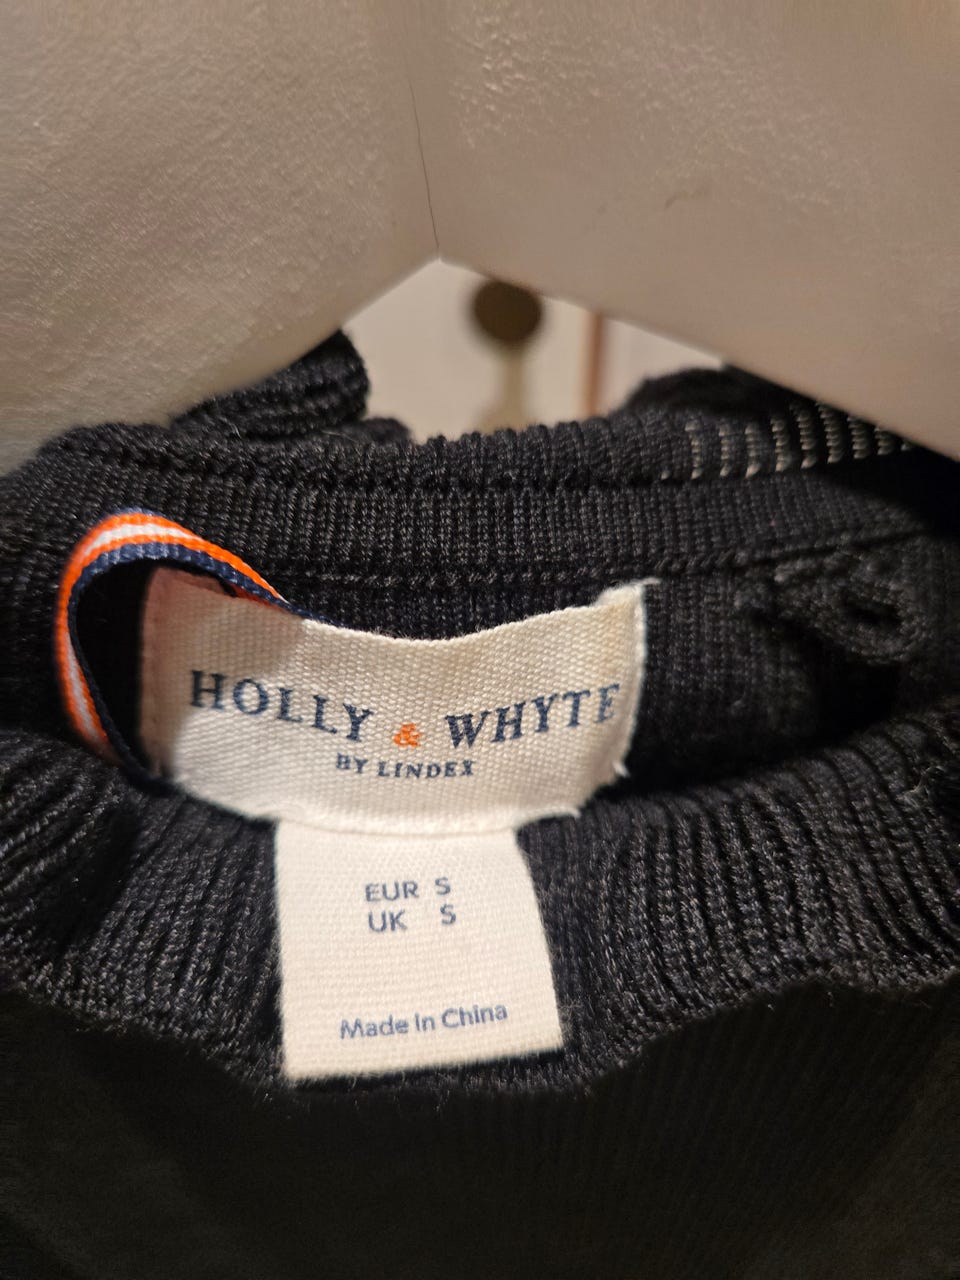 HOLLY & WHYTE
BY LINDEX
EUR S
UK S
Made In China